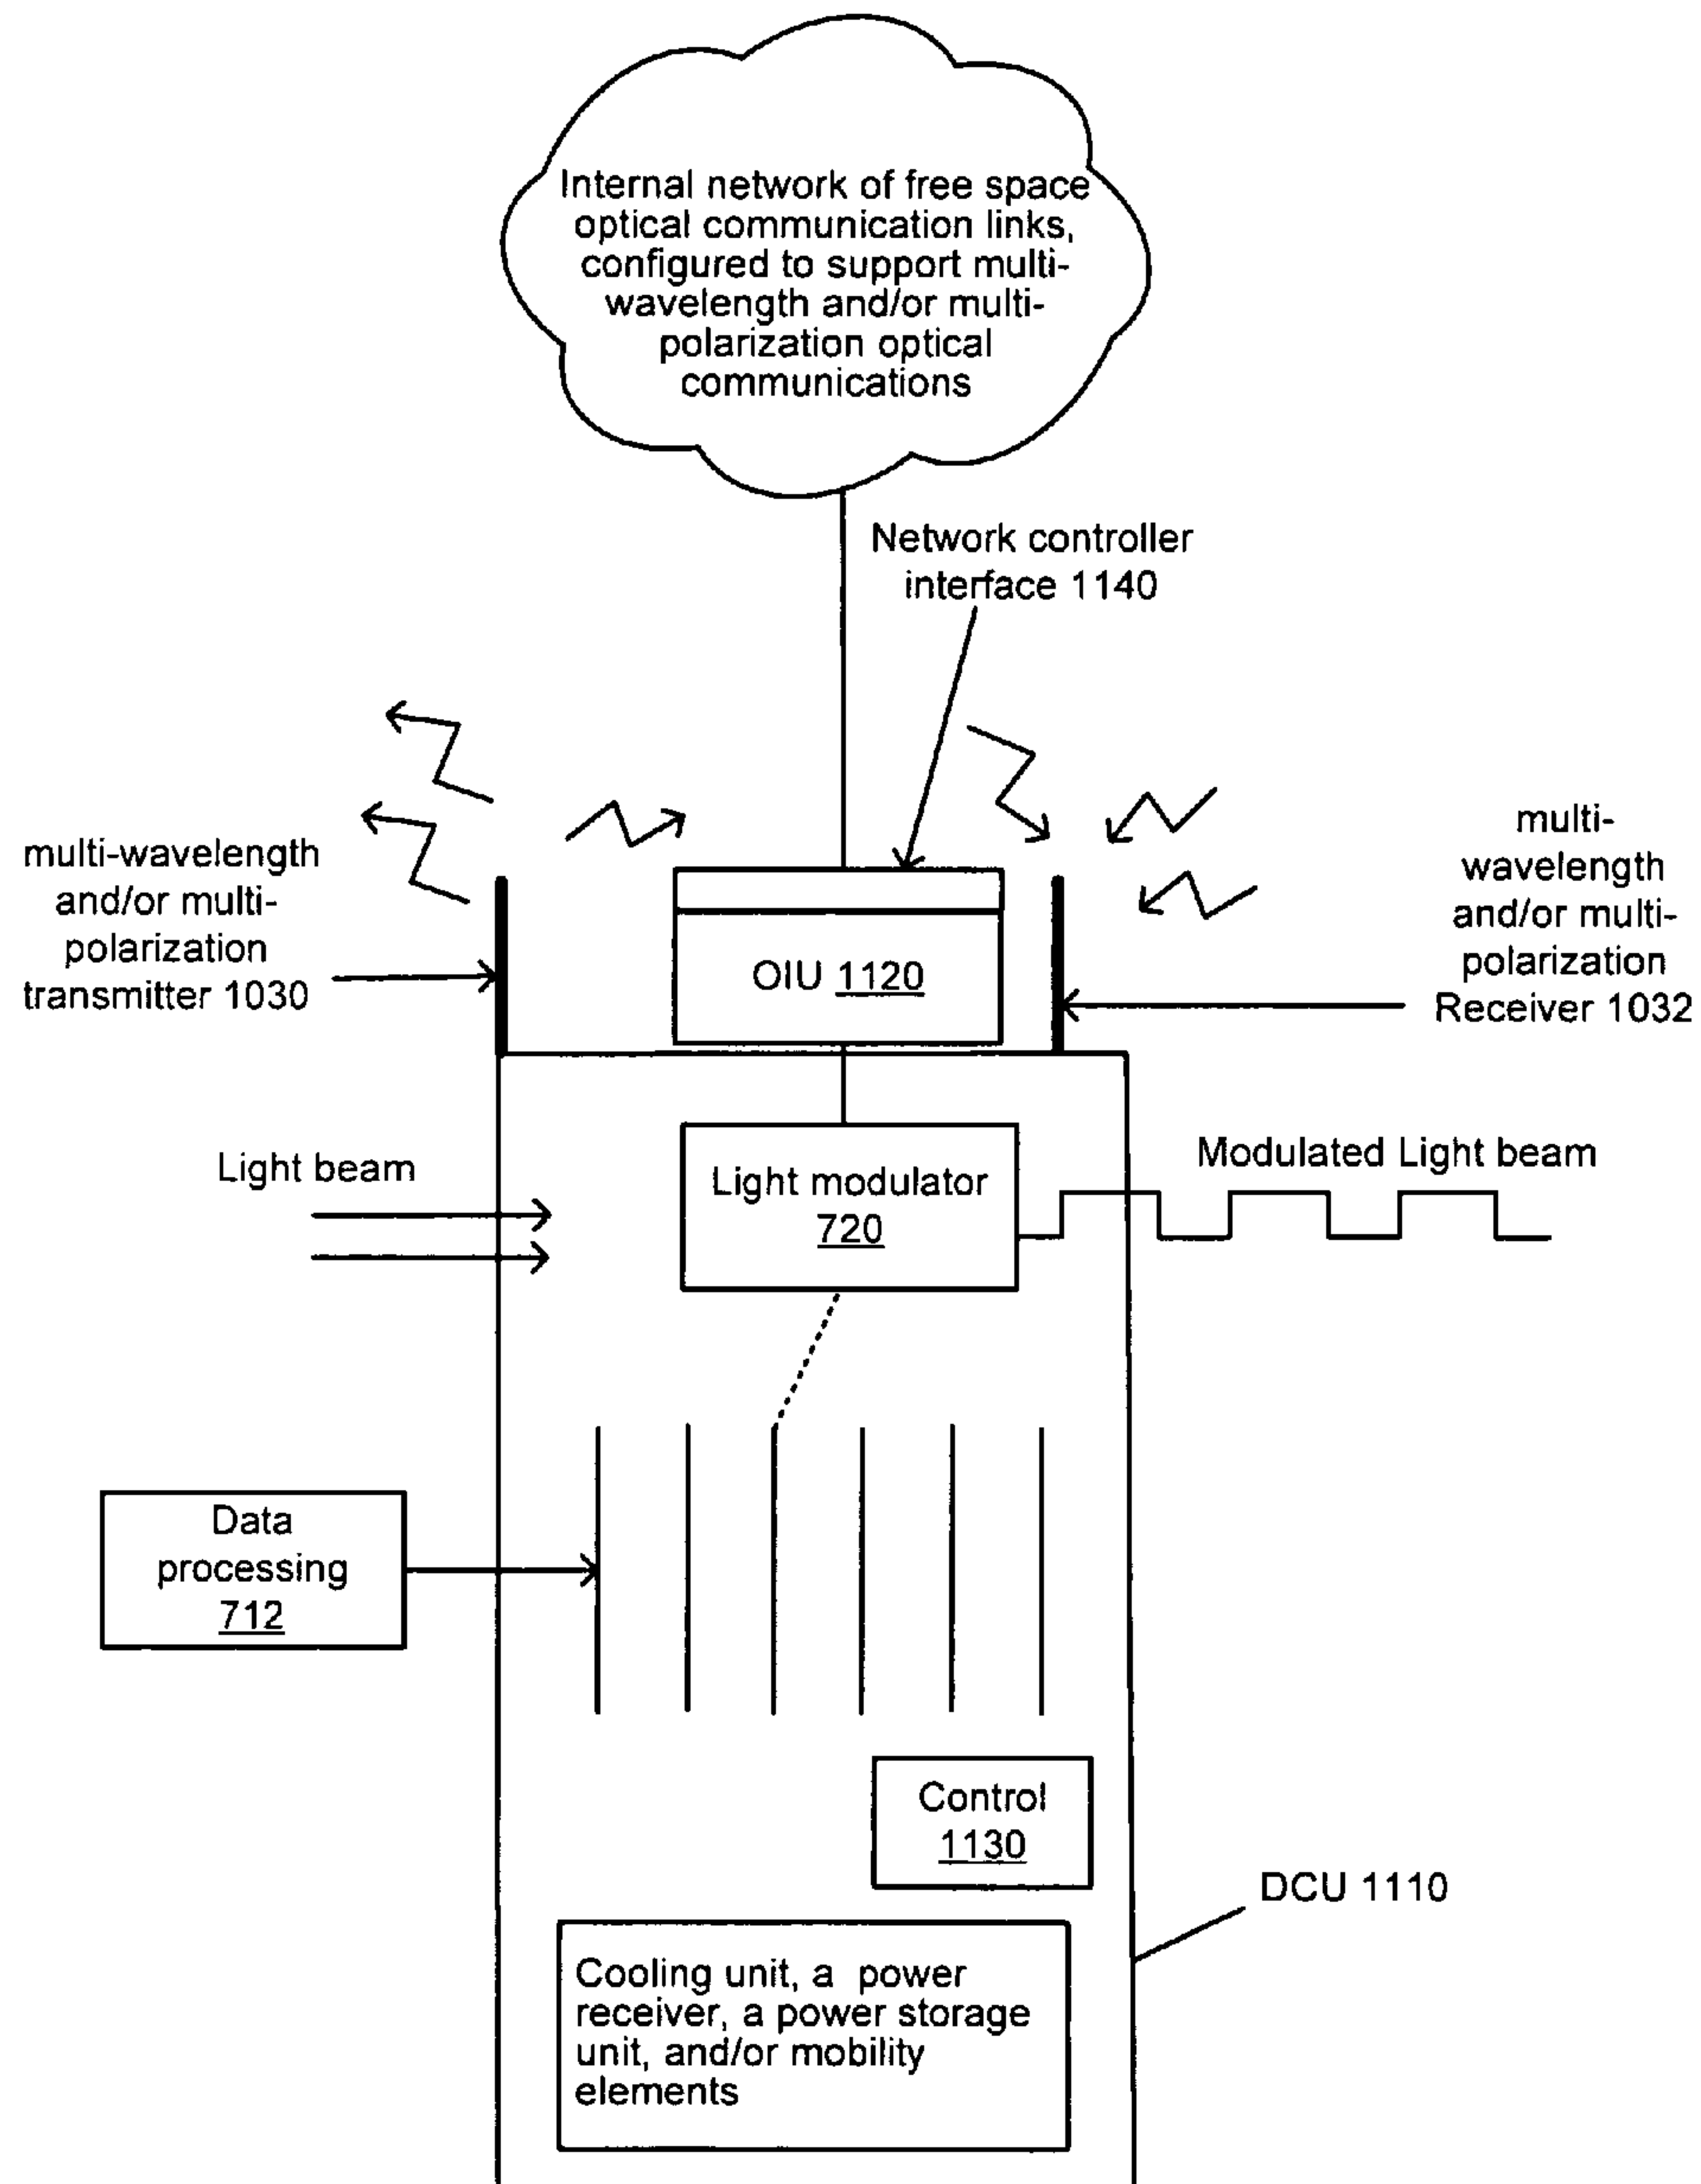 Internal network of free space
optical communication links,
configured to support multi-
wavelength and/or multi-
polarization optical
communications
Network controller
interface 1140
multi-wavelength
and/or multi-
polarization
transmitter 1030
multi-
wavelength
and/or multi-
polarization
Receiver 1032
OIU 1120
Light beam
Light modulator
720
Modulated Light beam
Data
processing
712
Control
1130
DCU 1110
Cooling unit, a power
receiver, a power storage
unit, and/or mobility
elements